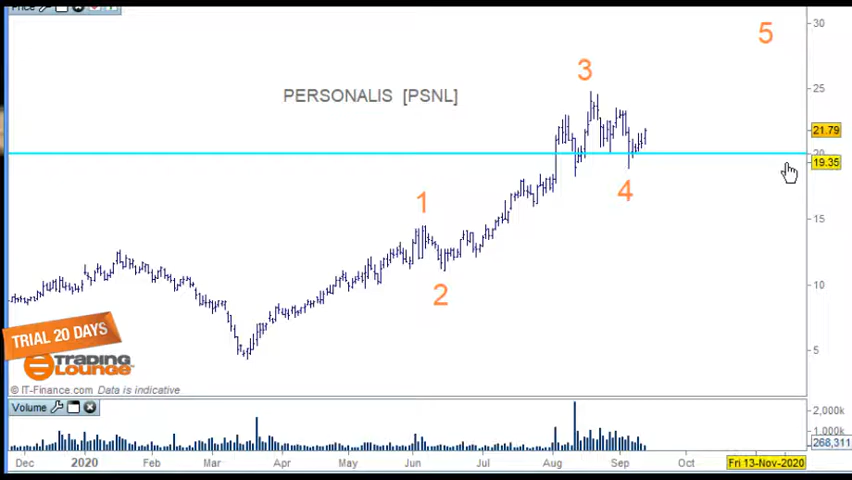 Price
30
5
3
25
PERSONALIS [PSNL]
21.79
20
19.35
4
1
15
2
10
TRIAL 20 DAYS
TRADING
LOUNGE
5
© IT-Finance.com Data is indicative
Volume
2,000k
1,000k
268,311
Dec 2020 Feb Mar Apr May Jun Jul Aug Sep Oct Fri 13-Nov-2020